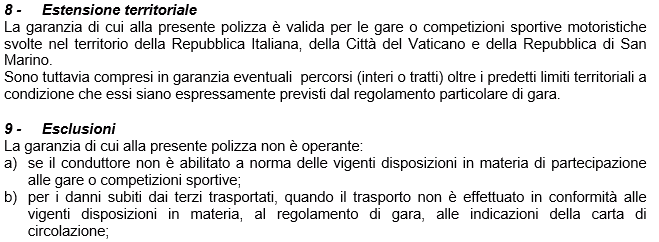 8 - Estensione territoriale
La garanzia di cui alla presente polizza è valida per le gare o competizioni sportive motoristiche
svolte nel territorio della Repubblica Italiana, della Città del Vaticano e della Repubblica di San
Marino.
Sono tuttavia compresi in garanzia eventuali percorsi (interi o tratti) oltre i predetti limiti territoriali a
condizione che essi siano espressamente previsti dal regolamento particolare di gara.
9 - Esclusioni
La garanzia di cui alla presente polizza non è operante:
a) se il conduttore non è abilitato a norma delle vigenti disposizioni in materia di partecipazione
alle gare o competizioni sportive;
b) per i danni subiti dai terzi trasportati, quando il trasporto non è effettuato in conformità alle
vigenti disposizioni in materia, al regolamento di gara, alle indicazioni della carta di
circolazione;